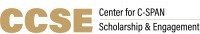 CCSE
Center for C-SPAN
Scholarship & Engagement